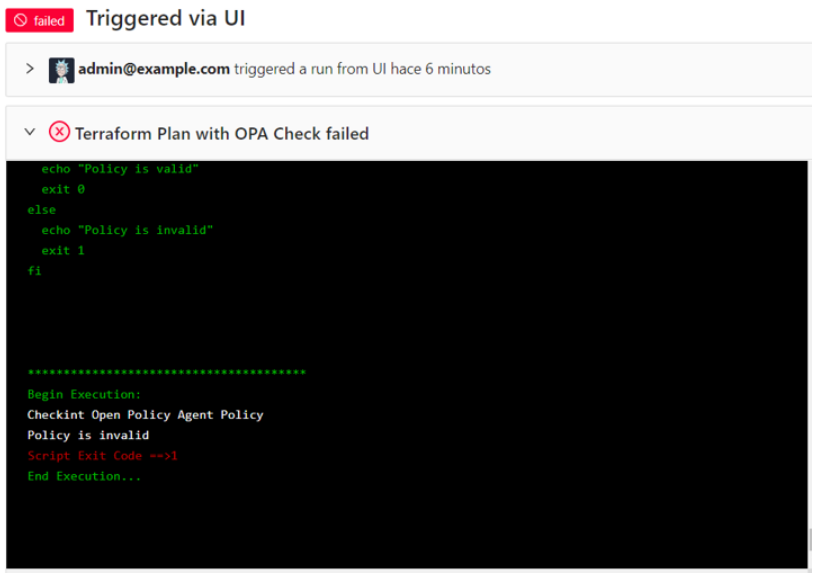 failed Triggered via UI
admin@example.com triggered a run from UI hace 6 minutos
Terraform Plan with OPA Check failed
echo "Policy is valid"
exit 0
else
echo "Policy is invalid"
exit 1
fi
***************************************
Begin Execution:
Checkint Open Policy Agent Policy
Policy is invalid
Script Exit Code ==>1
End Execution...